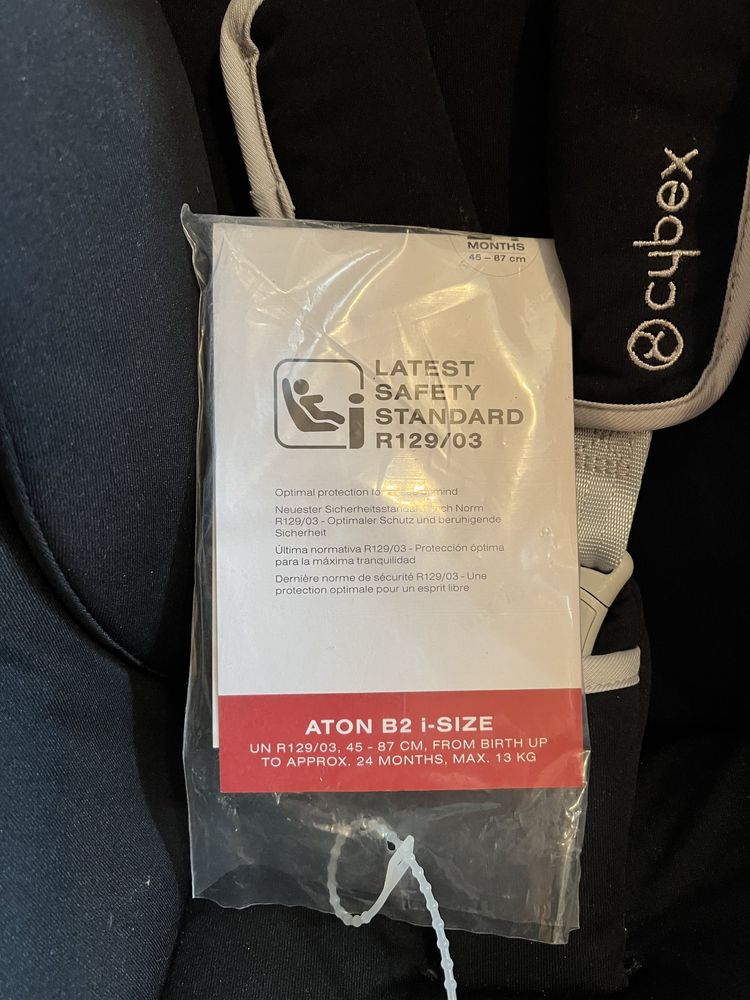 MONTHS
45 – 87 cm
cybex
LATEST
SAFETY
STANDARD
R129/03
Optimal protection mind
Neuester Norm
R129/03 - Optimaler Schutz und beruhigende
Sicherheit
Última normativa R129/03 - Protección óptima
para la máxima tranquilidad
Dernière norme de sécurité R129/03 - Une
protection optimale pour un esprit libre
ATON B2 i-SIZE
UN R129/03, 45 - 87 CM, FROM BIRTH UP
TO APPROX. 24 MONTHS, MAX. 13 KG